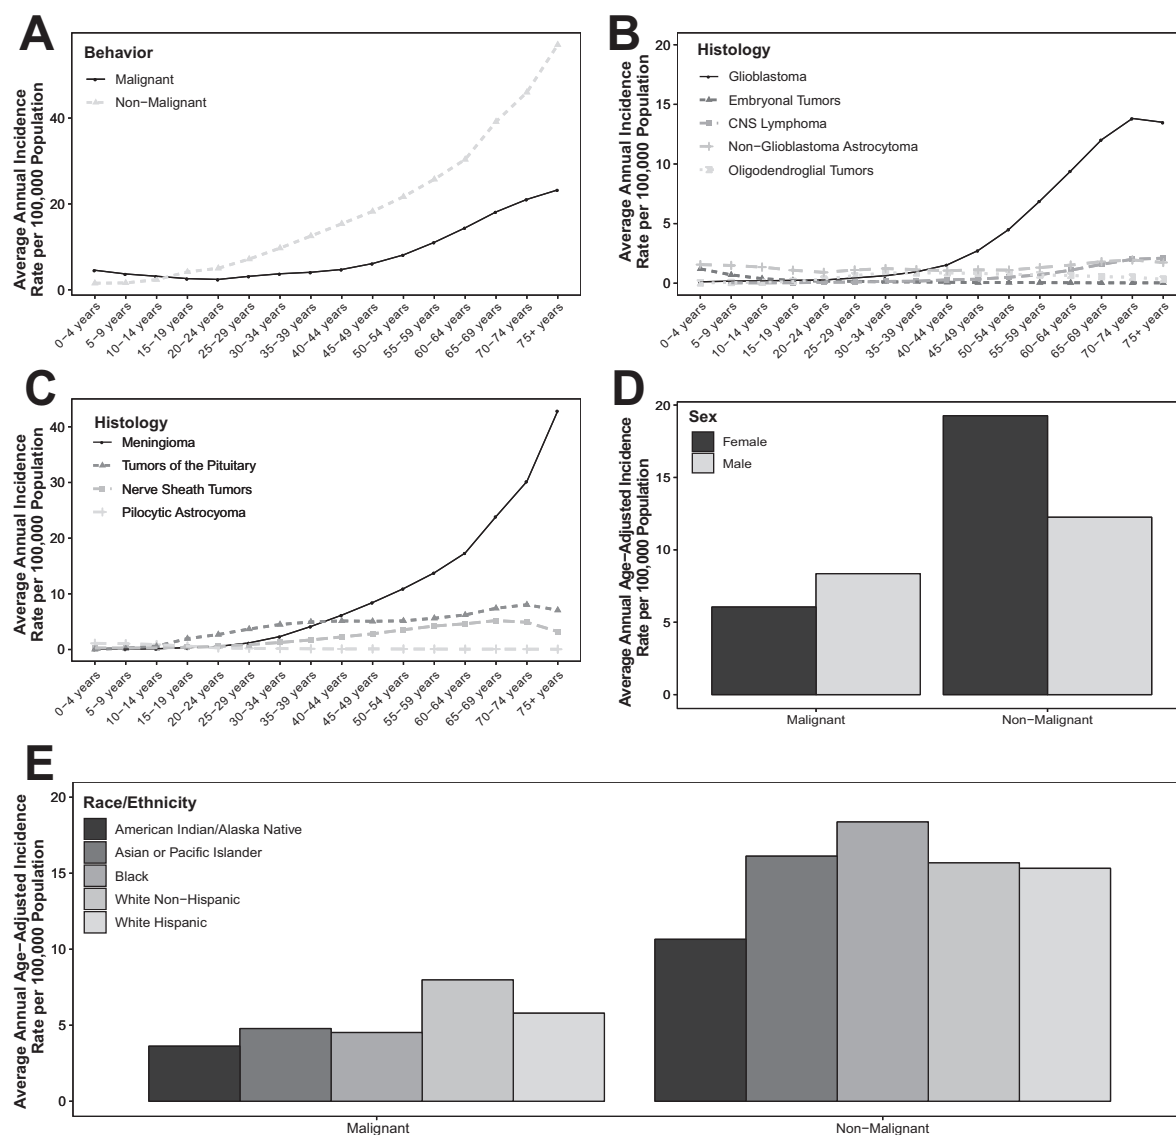 A
Average Annual Incidence
Rate per 100,000 Population
Behavior
Malignant
Non−Malignant
40
20
0
0−4 years
5−9 years
10−14 years
15−19 years
20−24 years
25−29 years
30−34 years
35−39 years
40−44 years
45−49 years
50−54 years
55−59 years
60−64 years
65−69 years
70−74 years
75+ years
B
Average Annual Incidence
Rate per 100,000 Population
Histology
Glioblastoma
Embryonal Tumors
CNS Lymphoma
Non−Glioblastoma Astrocytoma
Oligodendroglial Tumors
20
15
10
5
0
0−4 years
5−9 years
10−14 years
15−19 years
20−24 years
25−29 years
30−34 years
35−39 years
40−44 years
45−49 years
50−54 years
55−59 years
60−64 years
65−69 years
70−74 years
75+ years
C
Average Annual Incidence
Rate per 100,000 Population
Histology
Meningioma
Tumors of the Pituitary
Nerve Sheath Tumors
Pilocytic Astrocyoma
40
30
20
10
0
0−4 years
5−9 years
10−14 years
15−19 years
20−24 years
25−29 years
30−34 years
35−39 years
40−44 years
45−49 years
50−54 years
55−59 years
60−64 years
65−69 years
70−74 years
75+ years
D
Average Annual Age−Adjusted Incidence
Rate per 100,000 Population
Sex
Female
Male
20
15
10
5
0
Malignant
Non−Malignant
E
Average Annual Age−Adjusted Incidence
Rate per 100,000 Population
Race/Ethnicity
American Indian/Alaska Native
Asian or Pacific Islander
Black
White Non−Hispanic
White Hispanic
20
15
10
5
0
Malignant
Non−Malignant